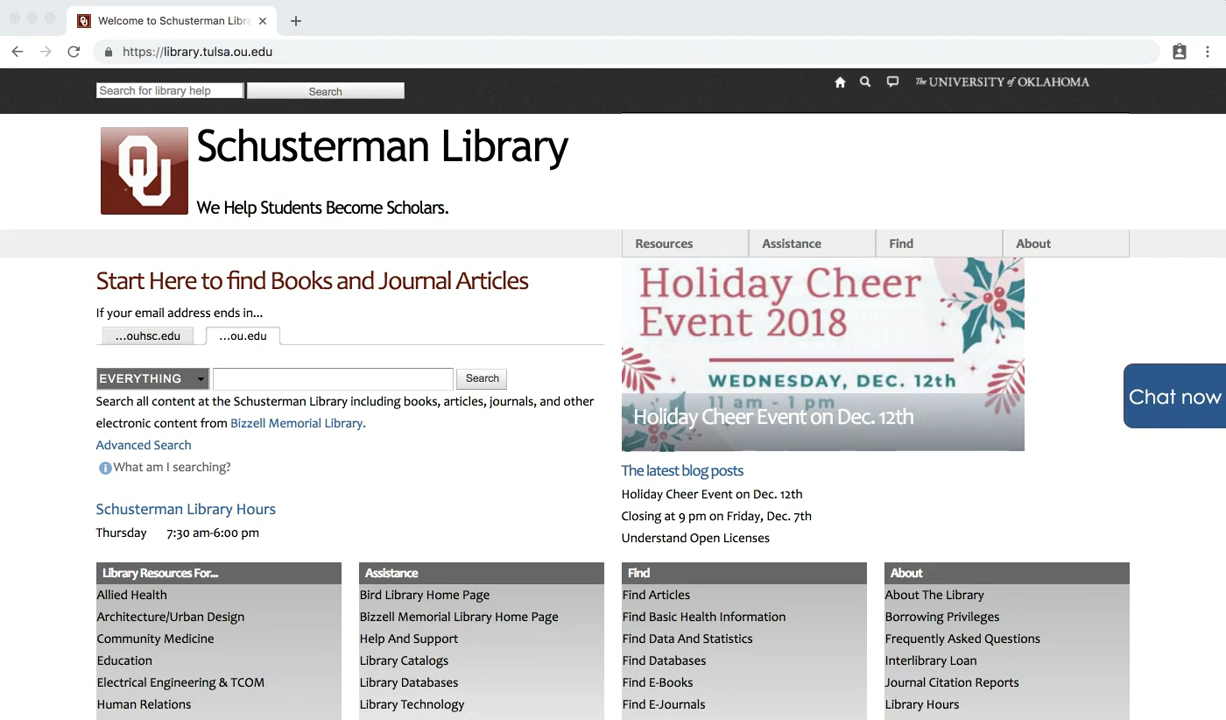 Welcome to Schusterman Libra
https://library.tulsa.ou.edu
Search for library help
Search
The UNIVERSITY of OKLAHOMA
OU
Schusterman Library
We Help Students Become Scholars.
Resources
Assistance
Find
About
Start Here to find Books and Journal Articles
If your email address ends in...
...ouhsc.edu
...ou.edu
EVERYTHING
Search
Search all content at the Schusterman Library including books, articles, journals, and other
electronic content from Bizzell Memorial Library.
Advanced Search
What am I searching?
Schusterman Library Hours
Thursday 7:30 am-6:00 pm
Holiday Cheer
Event 2018
WEDNESDAY, DEC. 12th
11 am - 1 pm
Holiday Cheer Event on Dec. 12th
Chat now
The latest blog posts
Holiday Cheer Event on Dec. 12th
Closing at 9 pm on Friday, Dec. 7th
Understand Open Licenses
Library Resources For...
Allied Health
Architecture/Urban Design
Community Medicine
Education
Electrical Engineering & TCOM
Human Relations
Assistance
Bird Library Home Page
Bizzell Memorial Library Home Page
Help And Support
Library Catalogs
Library Databases
Library Technology
Find
Find Articles
Find Basic Health Information
Find Data And Statistics
Find Databases
Find E-Books
Find E-Journals
About
About The Library
Borrowing Privileges
Frequently Asked Questions
Interlibrary Loan
Journal Citation Reports
Library Hours